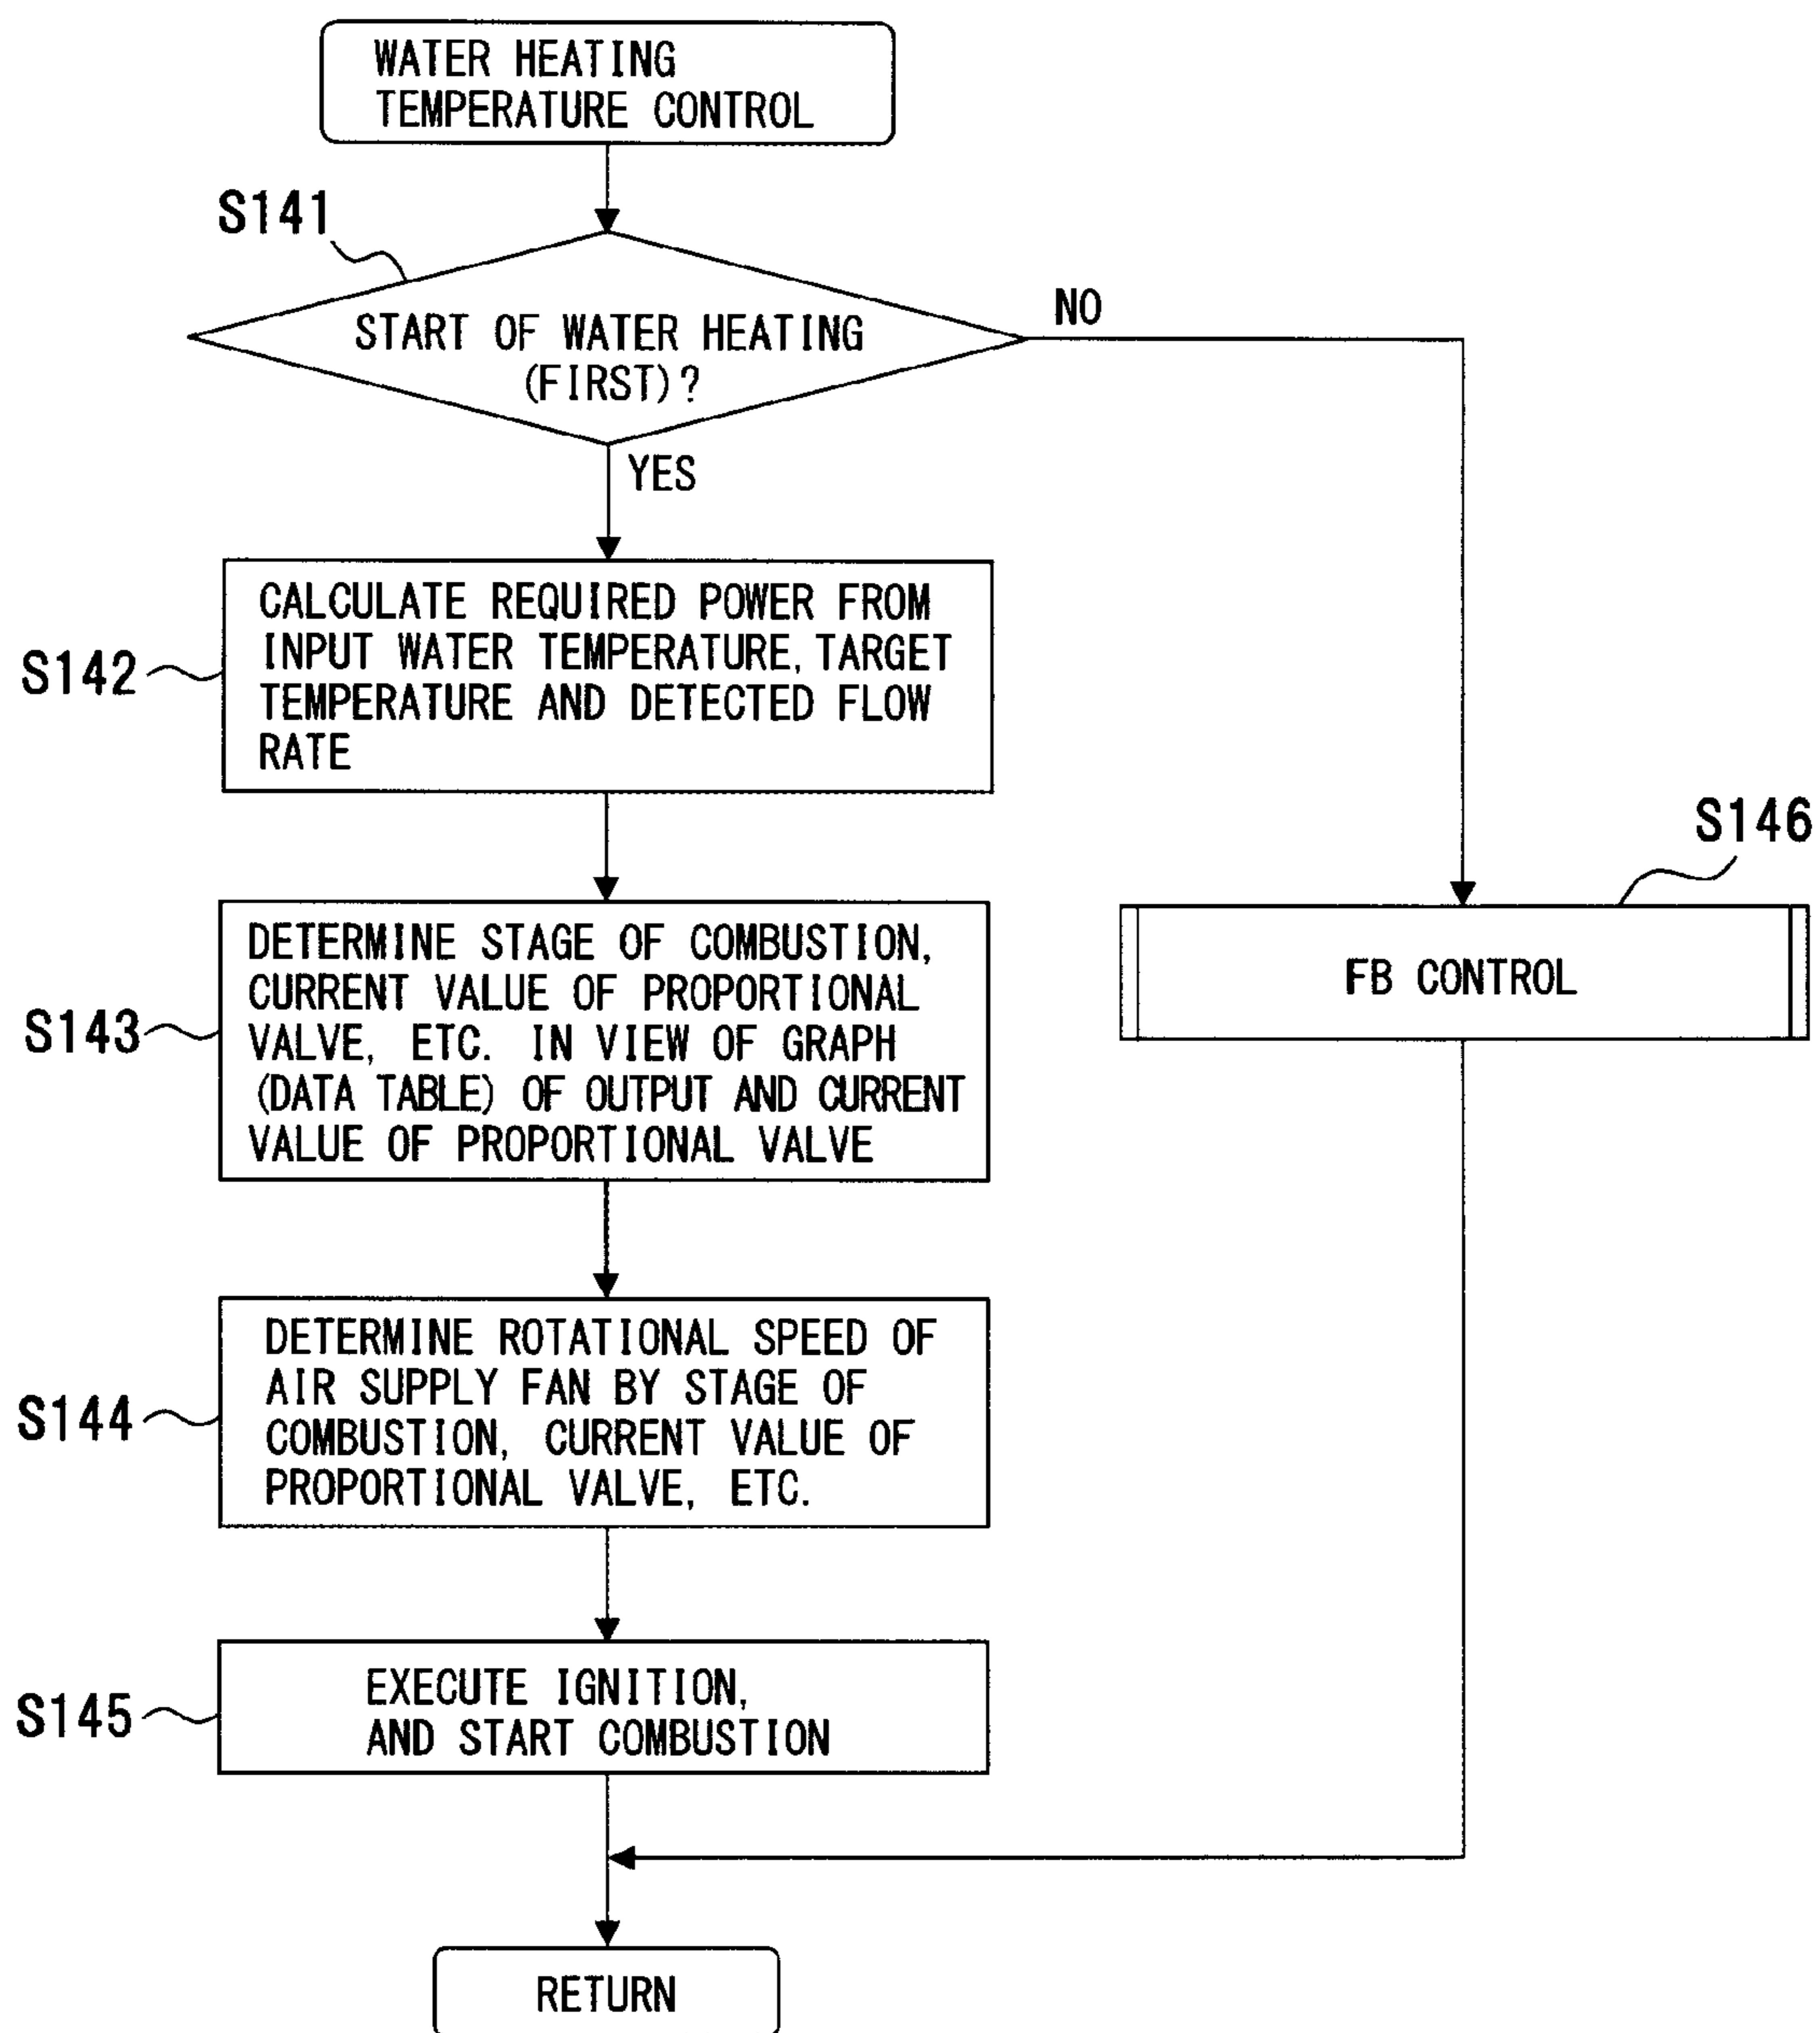 WATER HEATING
TEMPERATURE CONTROL
S141
START OF WATER HEATING
(FIRST)?
NO
YES
S142
CALCULATE REQUIRED POWER FROM
INPUT WATER TEMPERATURE, TARGET
TEMPERATURE AND DETECTED FLOW
RATE
S143
DETERMINE STAGE OF COMBUSTION,
CURRENT VALUE OF PROPORTIONAL
VALVE, ETC. IN VIEW OF GRAPH
(DATA TABLE) OF OUTPUT AND CURRENT
VALUE OF PROPORTIONAL VALVE
S146
FB CONTROL
S144
DETERMINE ROTATIONAL SPEED OF
AIR SUPPLY FAN BY STAGE OF
COMBUSTION, CURRENT VALUE OF
PROPORTIONAL VALVE, ETC.
S145
EXECUTE IGNITION,
AND START COMBUSTION
RETURN